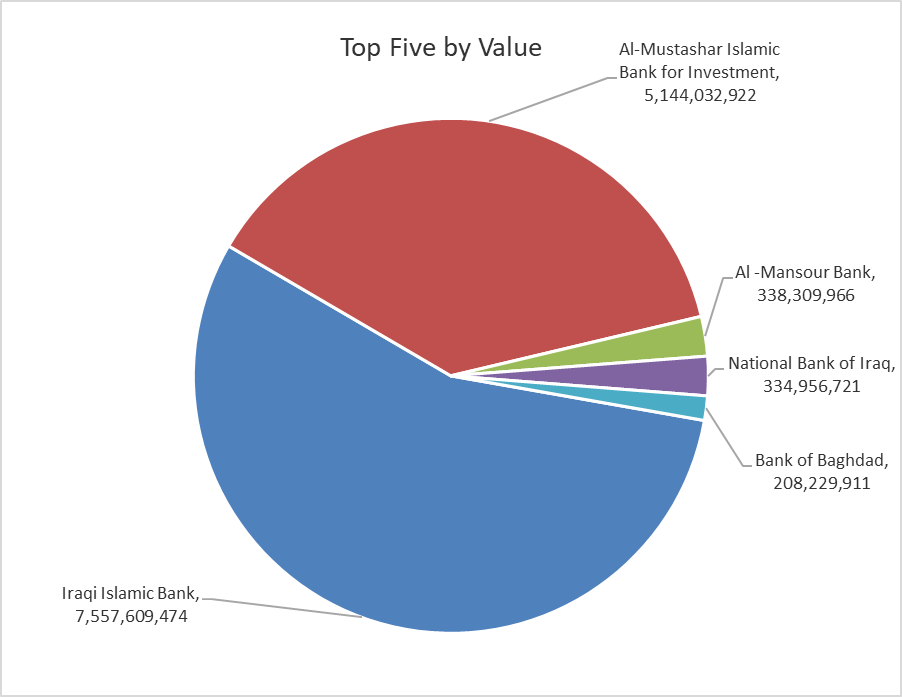 Top Five by Value
Al-Mustashar Islamic
Bank for Investment,
5,144,032,922
Al -Mansour Bank,
338,309,966
National Bank of Iraq,
334,956,721
Bank of Baghdad,
208,229,911
Iraqi Islamic Bank,
7,557,609,474